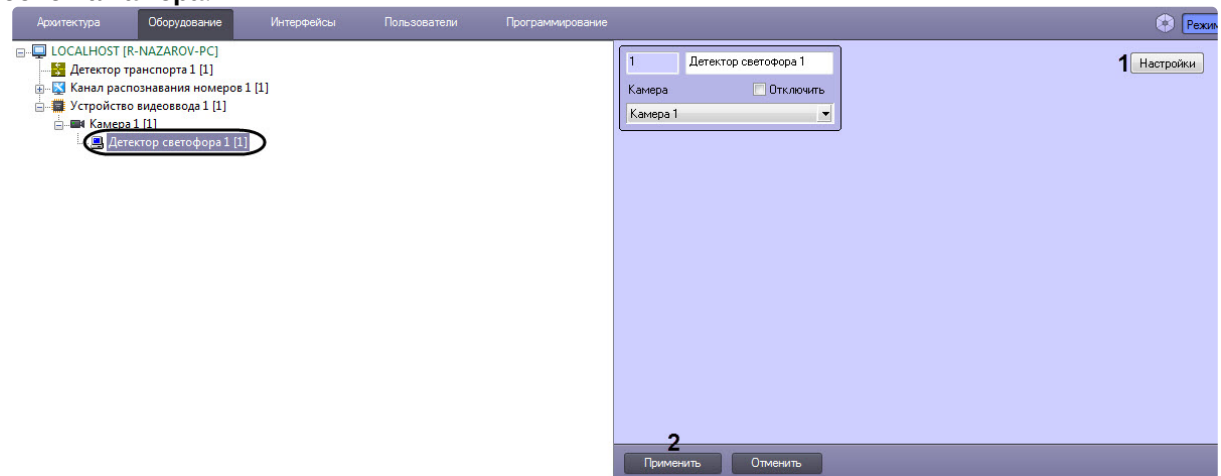 Архитектура Оборудование Интерфейсы Пользователи Программирование
LOCALHOST [R-NAZAROV-PC]
Детектор транспорта 1 [1]
Канал распознавания номеров 1 [1]
Устройство видеоввода 1 [1]
Камера 1 [1]
Детектор светофора 1 [1]
1 Детектор светофора 1
Камера Отключить
Камера 1
1 Настройки
2
Применить Отменить